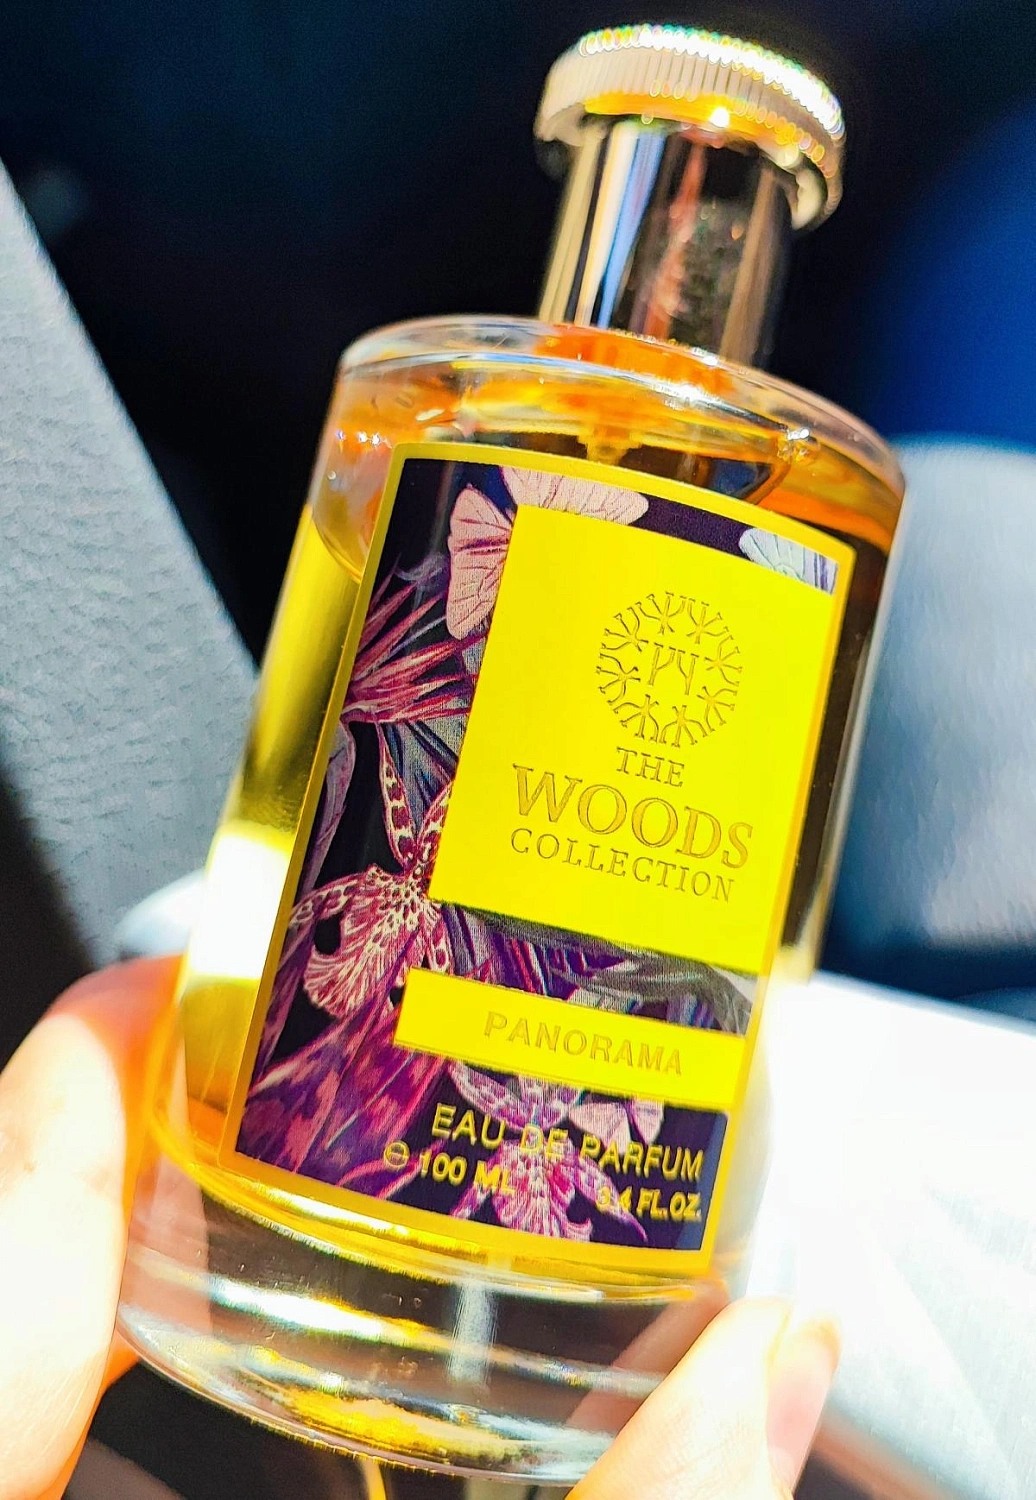 THE
WOODS
COLLECTION
PANORAMA
EAU DE PARFUM
℮ 100 ML 3.4 FL.OZ.